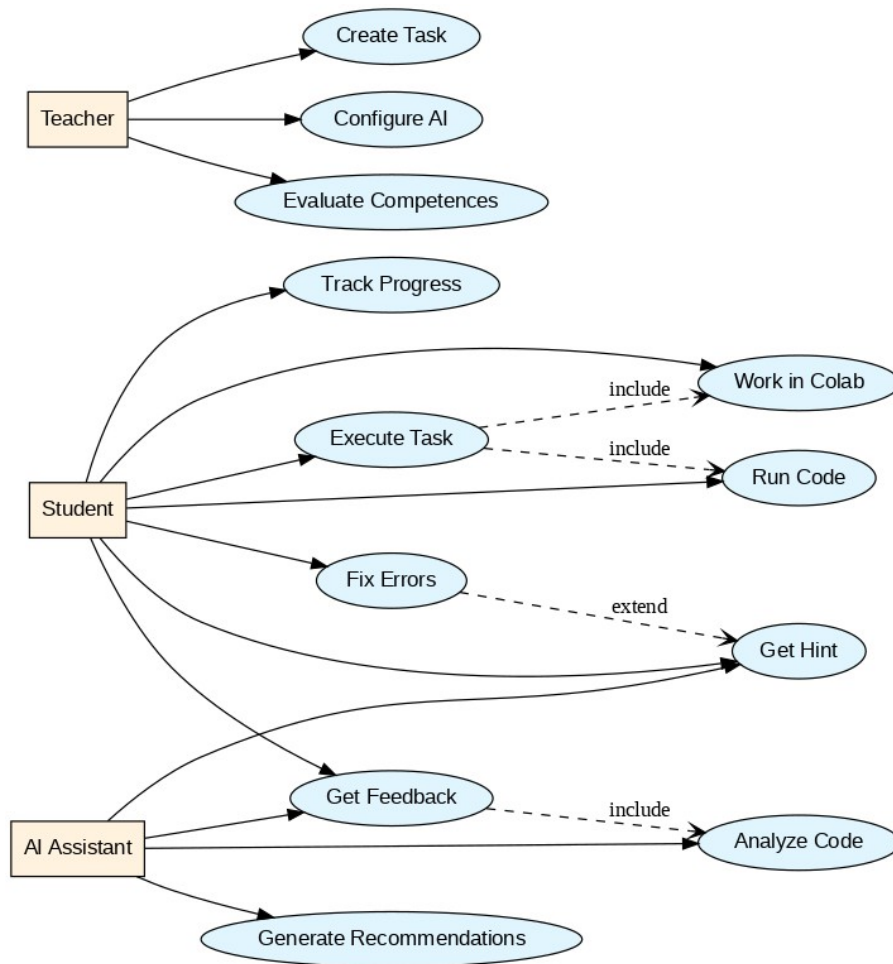 Create Task
Teacher
Configure AI
Evaluate Competences
Track Progress
Work in Colab
include
Execute Task
include
Run Code
Student
Fix Errors
extend
Get Hint
Get Feedback
include
AI Assistant
Analyze Code
Generate Recommendations